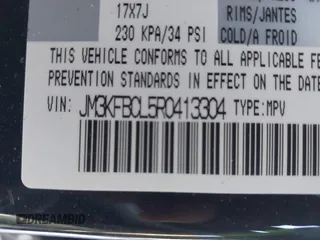 17X7J
RIMS/JANTES
230 KPA/34 PSI
COLD/A FROID
THIS VEHICLE CONFORMS TO ALL APPLICABLE FE
PREVENTION STANDARDS IN EFFECT ON THE DATE
VIN: JM3KFBCL5R0413304 TYPE:MPV
DREAMBID